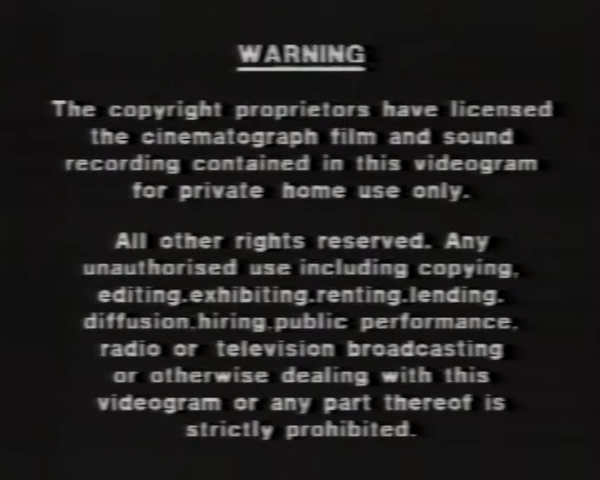 WARNING
The copyright proprietors have licensed
the cinematograph film and sound
recording contained in this videogram
for private home use only.
All other rights reserved. Any
unauthorised use including copying,
editing.exhibiting.renting.lending.
diffusion.hiring.public performance.
radio or television broadcasting
or otherwise dealing with this
videogram or any part thereof is
strictly prohibited.